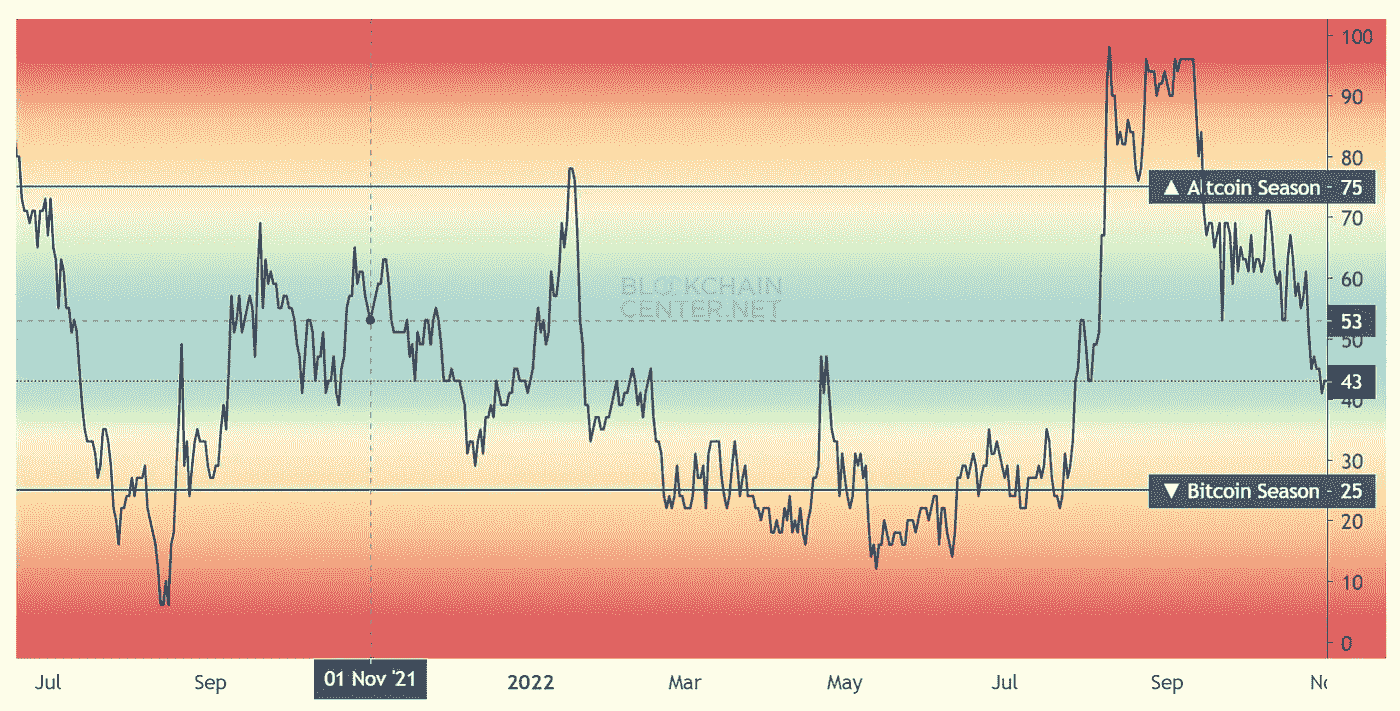 100
90
80
▲ Altcoin Season - 75
70
60
BLOCKCHAIN
CENTER.NET
53
50
43
40
30
▼ Bitcoin Season - 25
20
10
0
Jul
Sep
01 Nov '21
2022
Mar
May
Jul
Sep